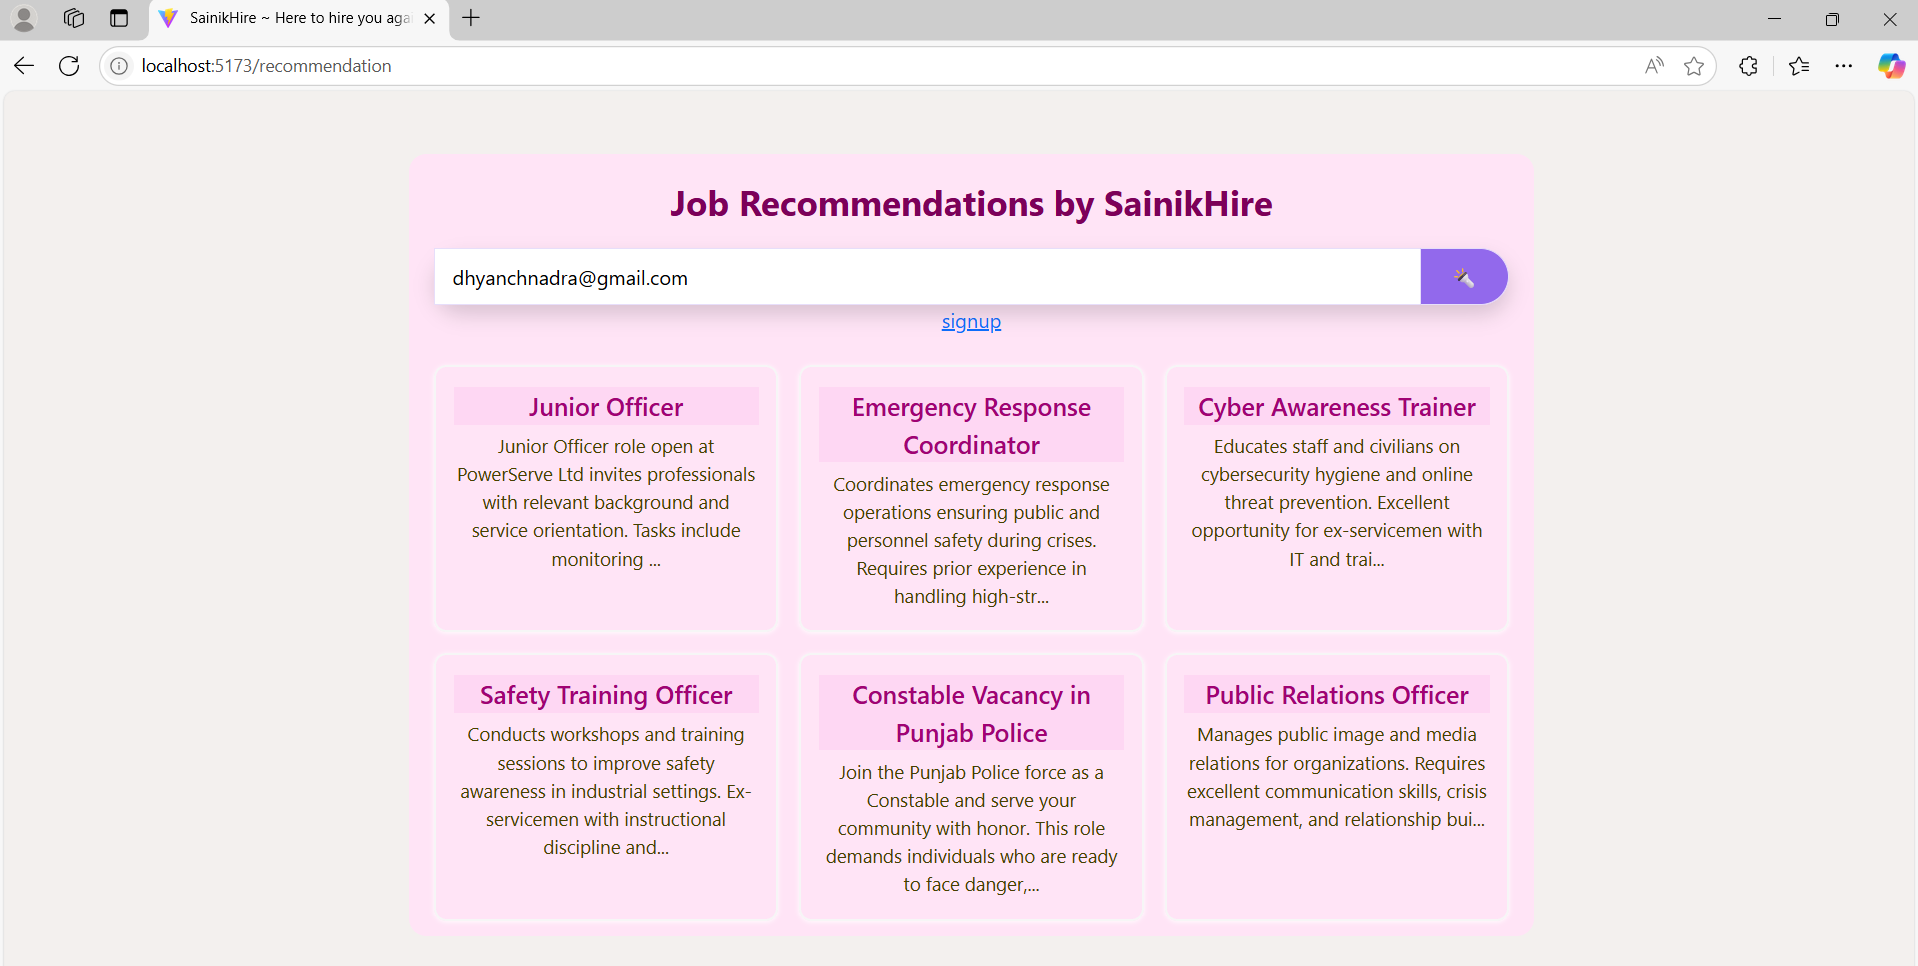 SainikHire ~ Here to hire you aga
localhost:5173/recommendation
Job Recommendations by SainikHire
dhyanchnadra@gmail.com
signup
Junior Officer
Junior Officer role open at
PowerServe Ltd invites professionals
with relevant background and
service orientation. Tasks include
monitoring ...
Emergency Response
Coordinator
Coordinates emergency response
operations ensuring public and
personnel safety during crises.
Requires prior experience in
handling high-str...
Cyber Awareness Trainer
Educates staff and civilians on
cybersecurity hygiene and online
threat prevention. Excellent
opportunity for ex-servicemen with
IT and trai...
Safety Training Officer
Conducts workshops and training
sessions to improve safety
awareness in industrial settings. Ex-
servicemen with instructional
discipline and...
Constable Vacancy in
Punjab Police
Join the Punjab Police force as a
Constable and serve your
community with honor. This role
demands individuals who are ready
to face danger,...
Public Relations Officer
Manages public image and media
relations for organizations. Requires
excellent communication skills, crisis
management, and relationship bui...